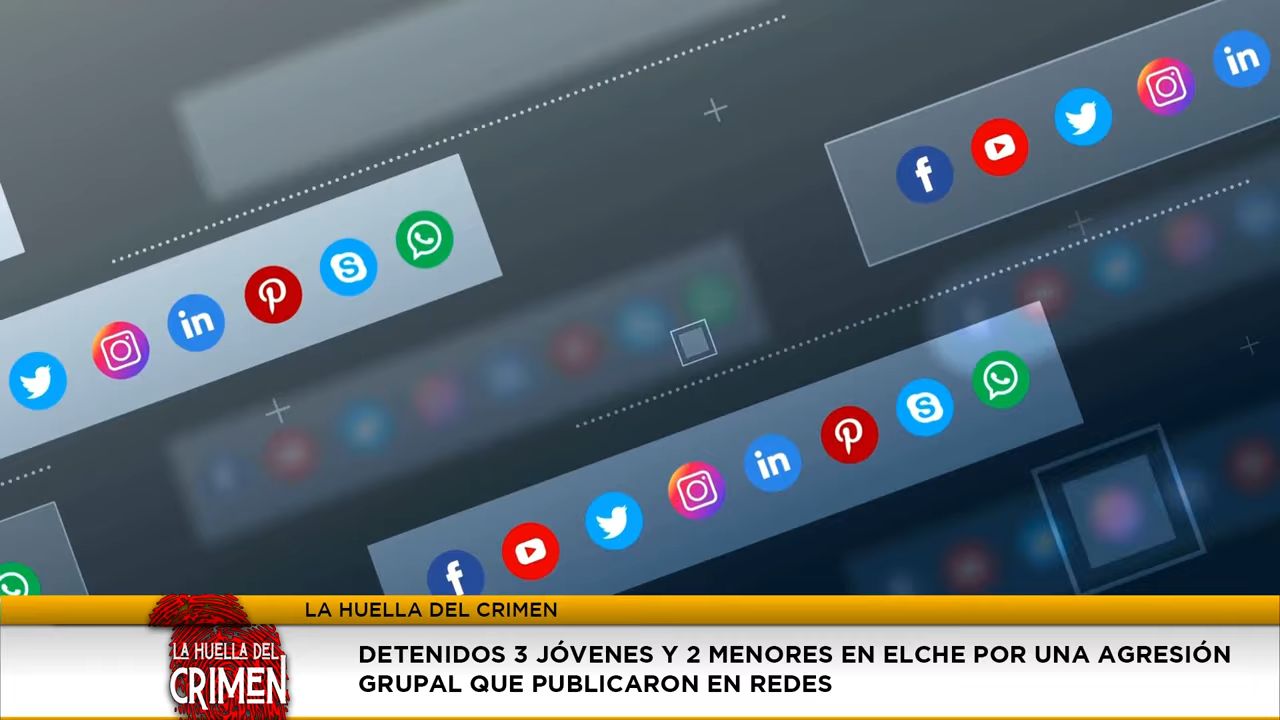 LA HUELLA DEL CRIMEN
LA HUELLA DEL
CRIMEN
DETENIDOS 3 JÓVENES Y 2 MENORES EN ELCHE POR UNA AGRESIÓN
GRUPAL QUE PUBLICARON EN REDES